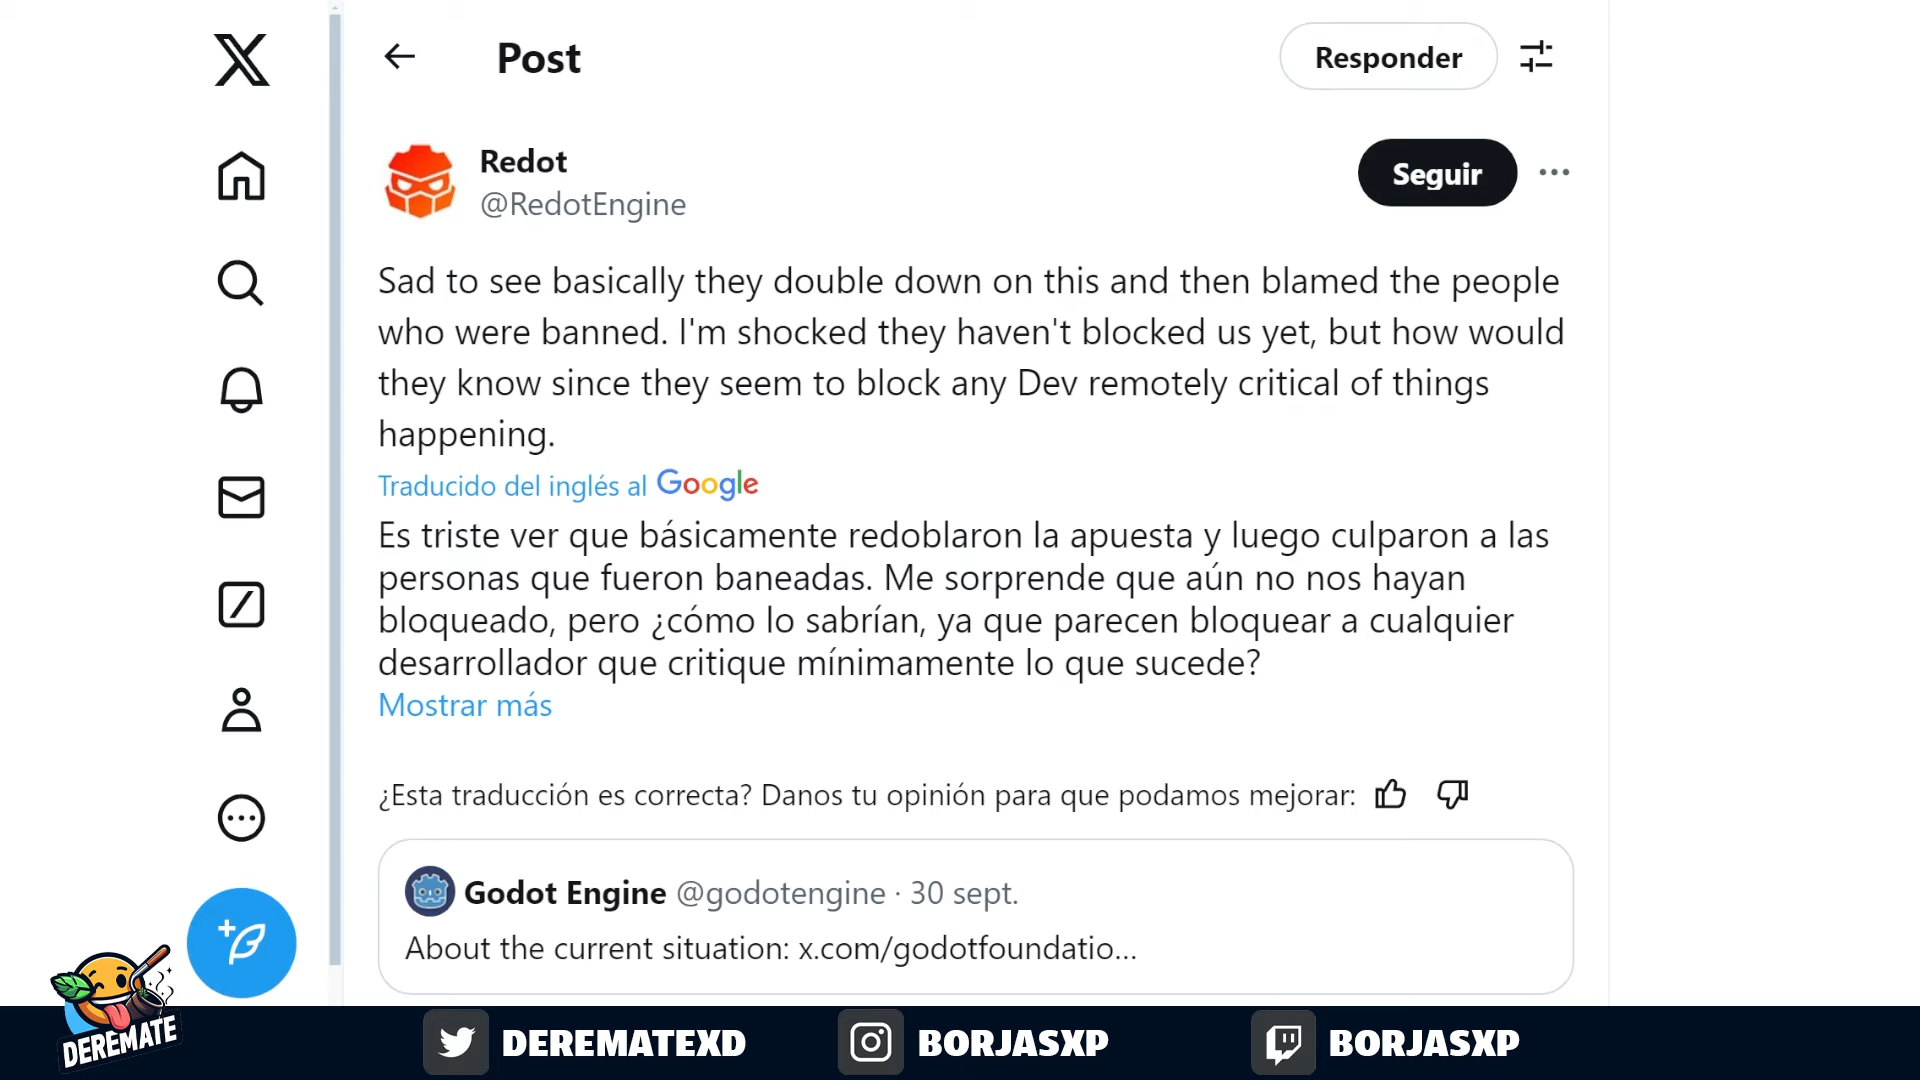 Post
Responder
Redot
@RedotEngine
Seguir
Sad to see basically they double down on this and then blamed the people
who were banned. I'm shocked they haven't blocked us yet, but how would
they know since they seem to block any Dev remotely critical of things
happening.
Traducido del inglés al Google
Es triste ver que básicamente redoblaron la apuesta y luego culparon a las
personas que fueron baneadas. Me sorprende que aún no nos hayan
bloqueado, pero ¿cómo lo sabrían, ya que parecen bloquear a cualquier
desarrollador que critique mínimamente lo que sucede?
Mostrar más
¿Esta traducción es correcta? Danos tu opinión para que podamos mejorar:
Godot Engine @godotengine · 30 sept.
About the current situation: x.com/godotfoundatio...
DEREMATE
DEREMATEXD
BORJASXP
BORJASXP